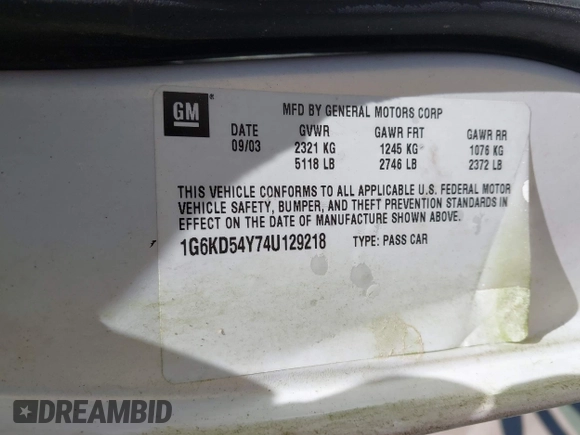 GM ®
MFD BY GENERAL MOTORS CORP
DATE GVWR GAWR FRT GAWR RR
09/03 2321 KG 1245 KG 1076 KG
5118 LB 2746 LB 2372 LB
THIS VEHICLE CONFORMS TO ALL APPLICABLE U.S. FEDERAL MOTOR
VEHICLE SAFETY, BUMPER, AND THEFT PREVENTION STANDARDS IN
EFFECT ON THE DATE OF MANUFACTURE SHOWN ABOVE.
1G6KD54Y74U129218 TYPE: PASS CAR
DREAMBID